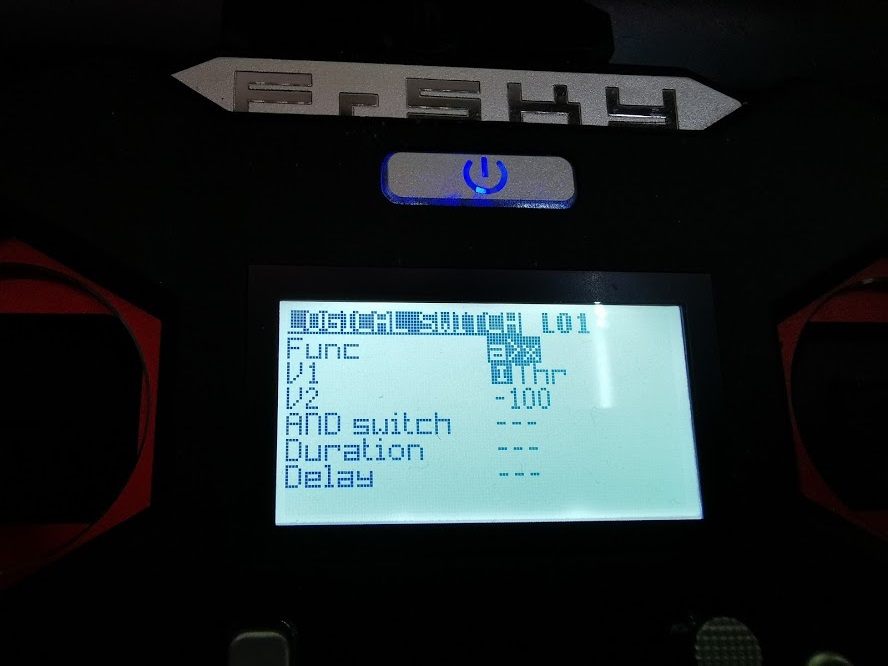 FrSky
LOGICAL SWITCH L01
Func a>x
V1 Thr
V2 -100
AND switch ---
Duration ---
Delay ---